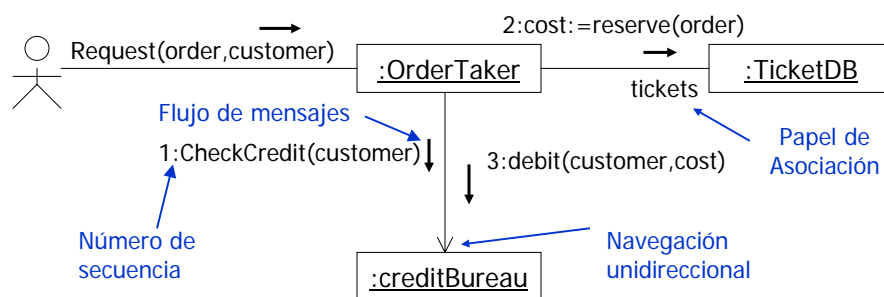 2:cost:=reserve(order)
Request(order,customer)
:OrderTaker
:TicketDB
tickets
Flujo de mensajes
Papel de
Asociación
1:CheckCredit(customer)
3:debit(customer,cost)
Número de
secuencia
Navegación
unidireccional
:creditBureau